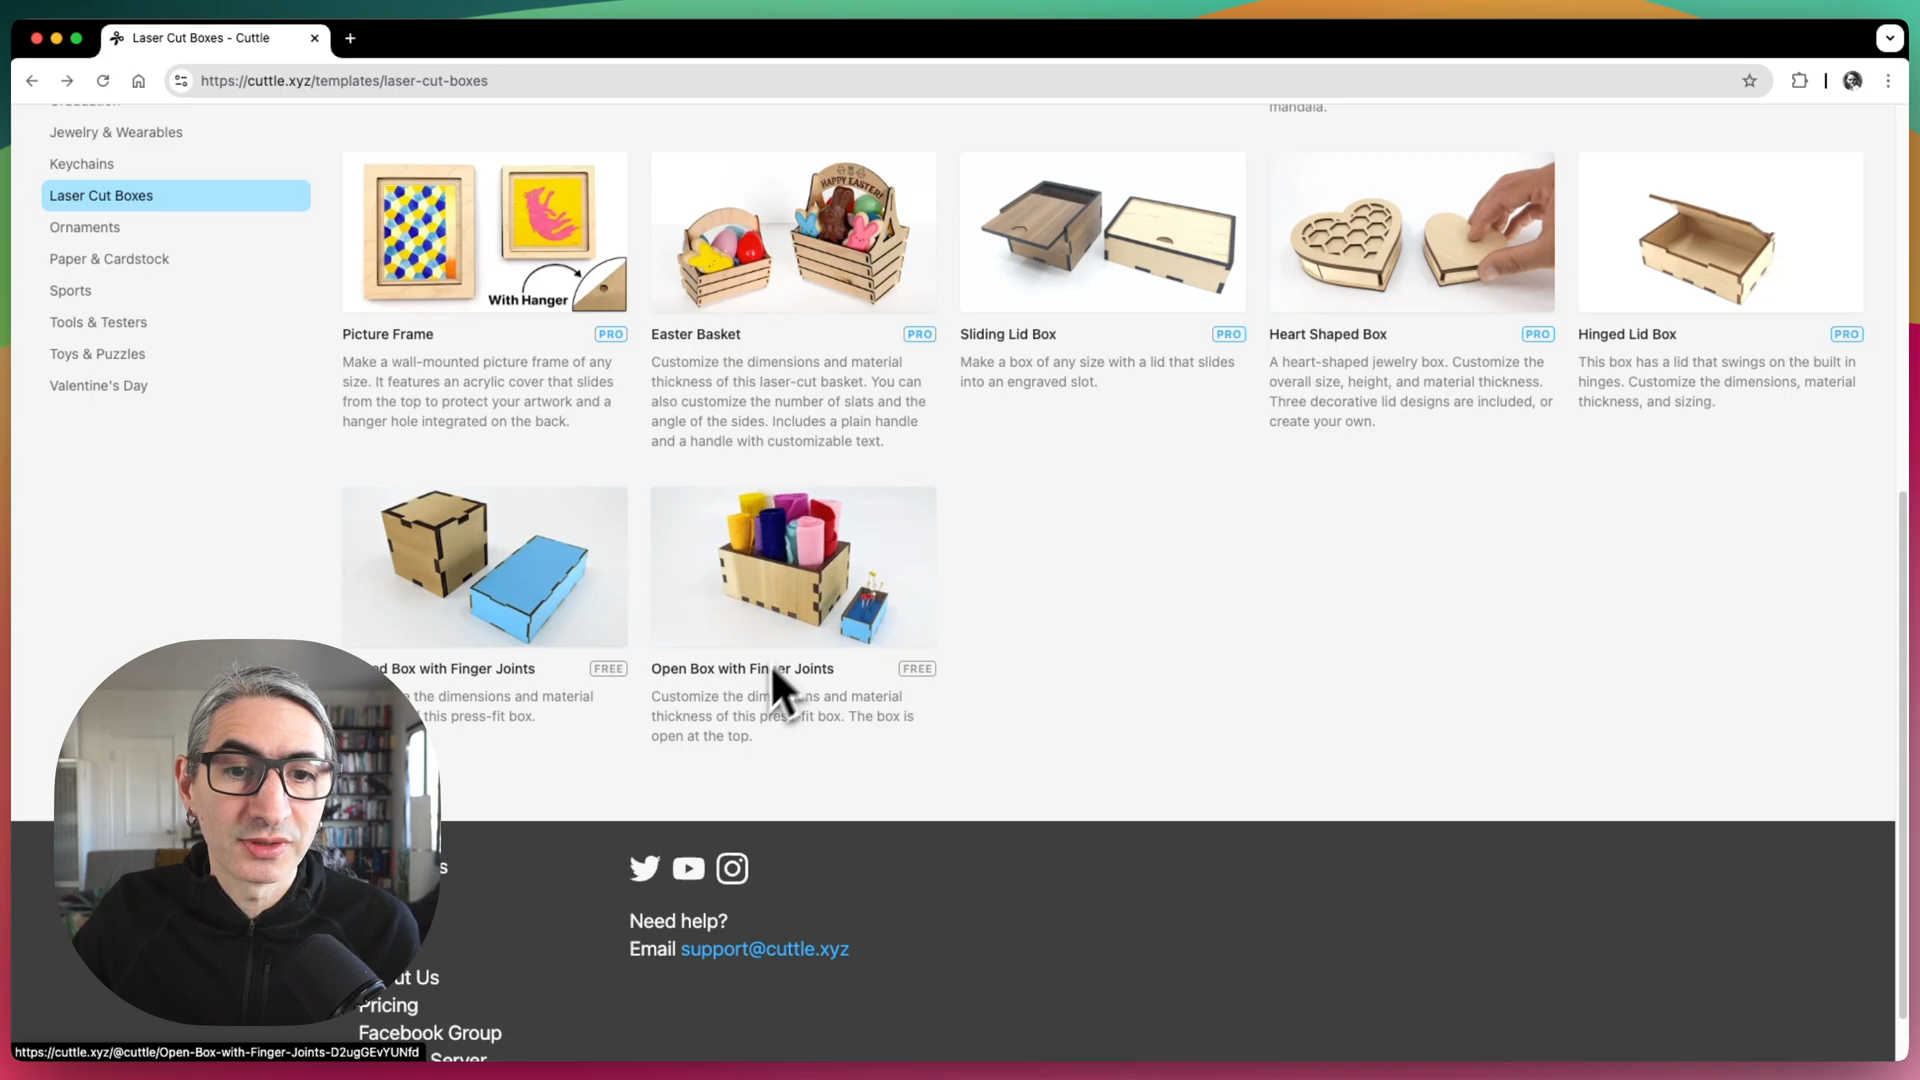 Laser Cut Boxes - Cuttle
https://cuttle.xyz/templates/laser-cut-boxes
mandala.
Jewelry & Wearables
Keychains
Laser Cut Boxes
Ornaments
Paper & Cardstock
Sports
Tools & Testers
Toys & Puzzles
Valentine's Day
With Hanger
HAPPY EASTER!
Picture Frame PRO
Make a wall-mounted picture frame of any
size. It features an acrylic cover that slides
from the top to protect your artwork and a
hanger hole integrated on the back.
Easter Basket PRO
Customize the dimensions and material
thickness of this laser-cut basket. You can
also customize the number of slats and the
angle of the sides. Includes a plain handle
and a handle with customizable text.
Sliding Lid Box PRO
Make a box of any size with a lid that slides
into an engraved slot.
Heart Shaped Box PRO
A heart-shaped jewelry box. Customize the
overall size, height, and material thickness.
Three decorative lid designs are included, or
create your own.
Hinged Lid Box PRO
This box has a lid that swings on the built in
hinges. Customize the dimensions, material
thickness, and sizing.
Box with Finger Joints FREE
the dimensions and material
this press-fit box.
Open Box with Finger Joints FREE
Customize the dimensions and material
thickness of this press-fit box. The box is
open at the top.
Need help?
Email support@cuttle.xyz
Us
Pricing
Facebook Group
Server
https://cuttle.xyz/@cuttle/Open-Box-with-Finger-Joints-D2ugGEvYUNfd